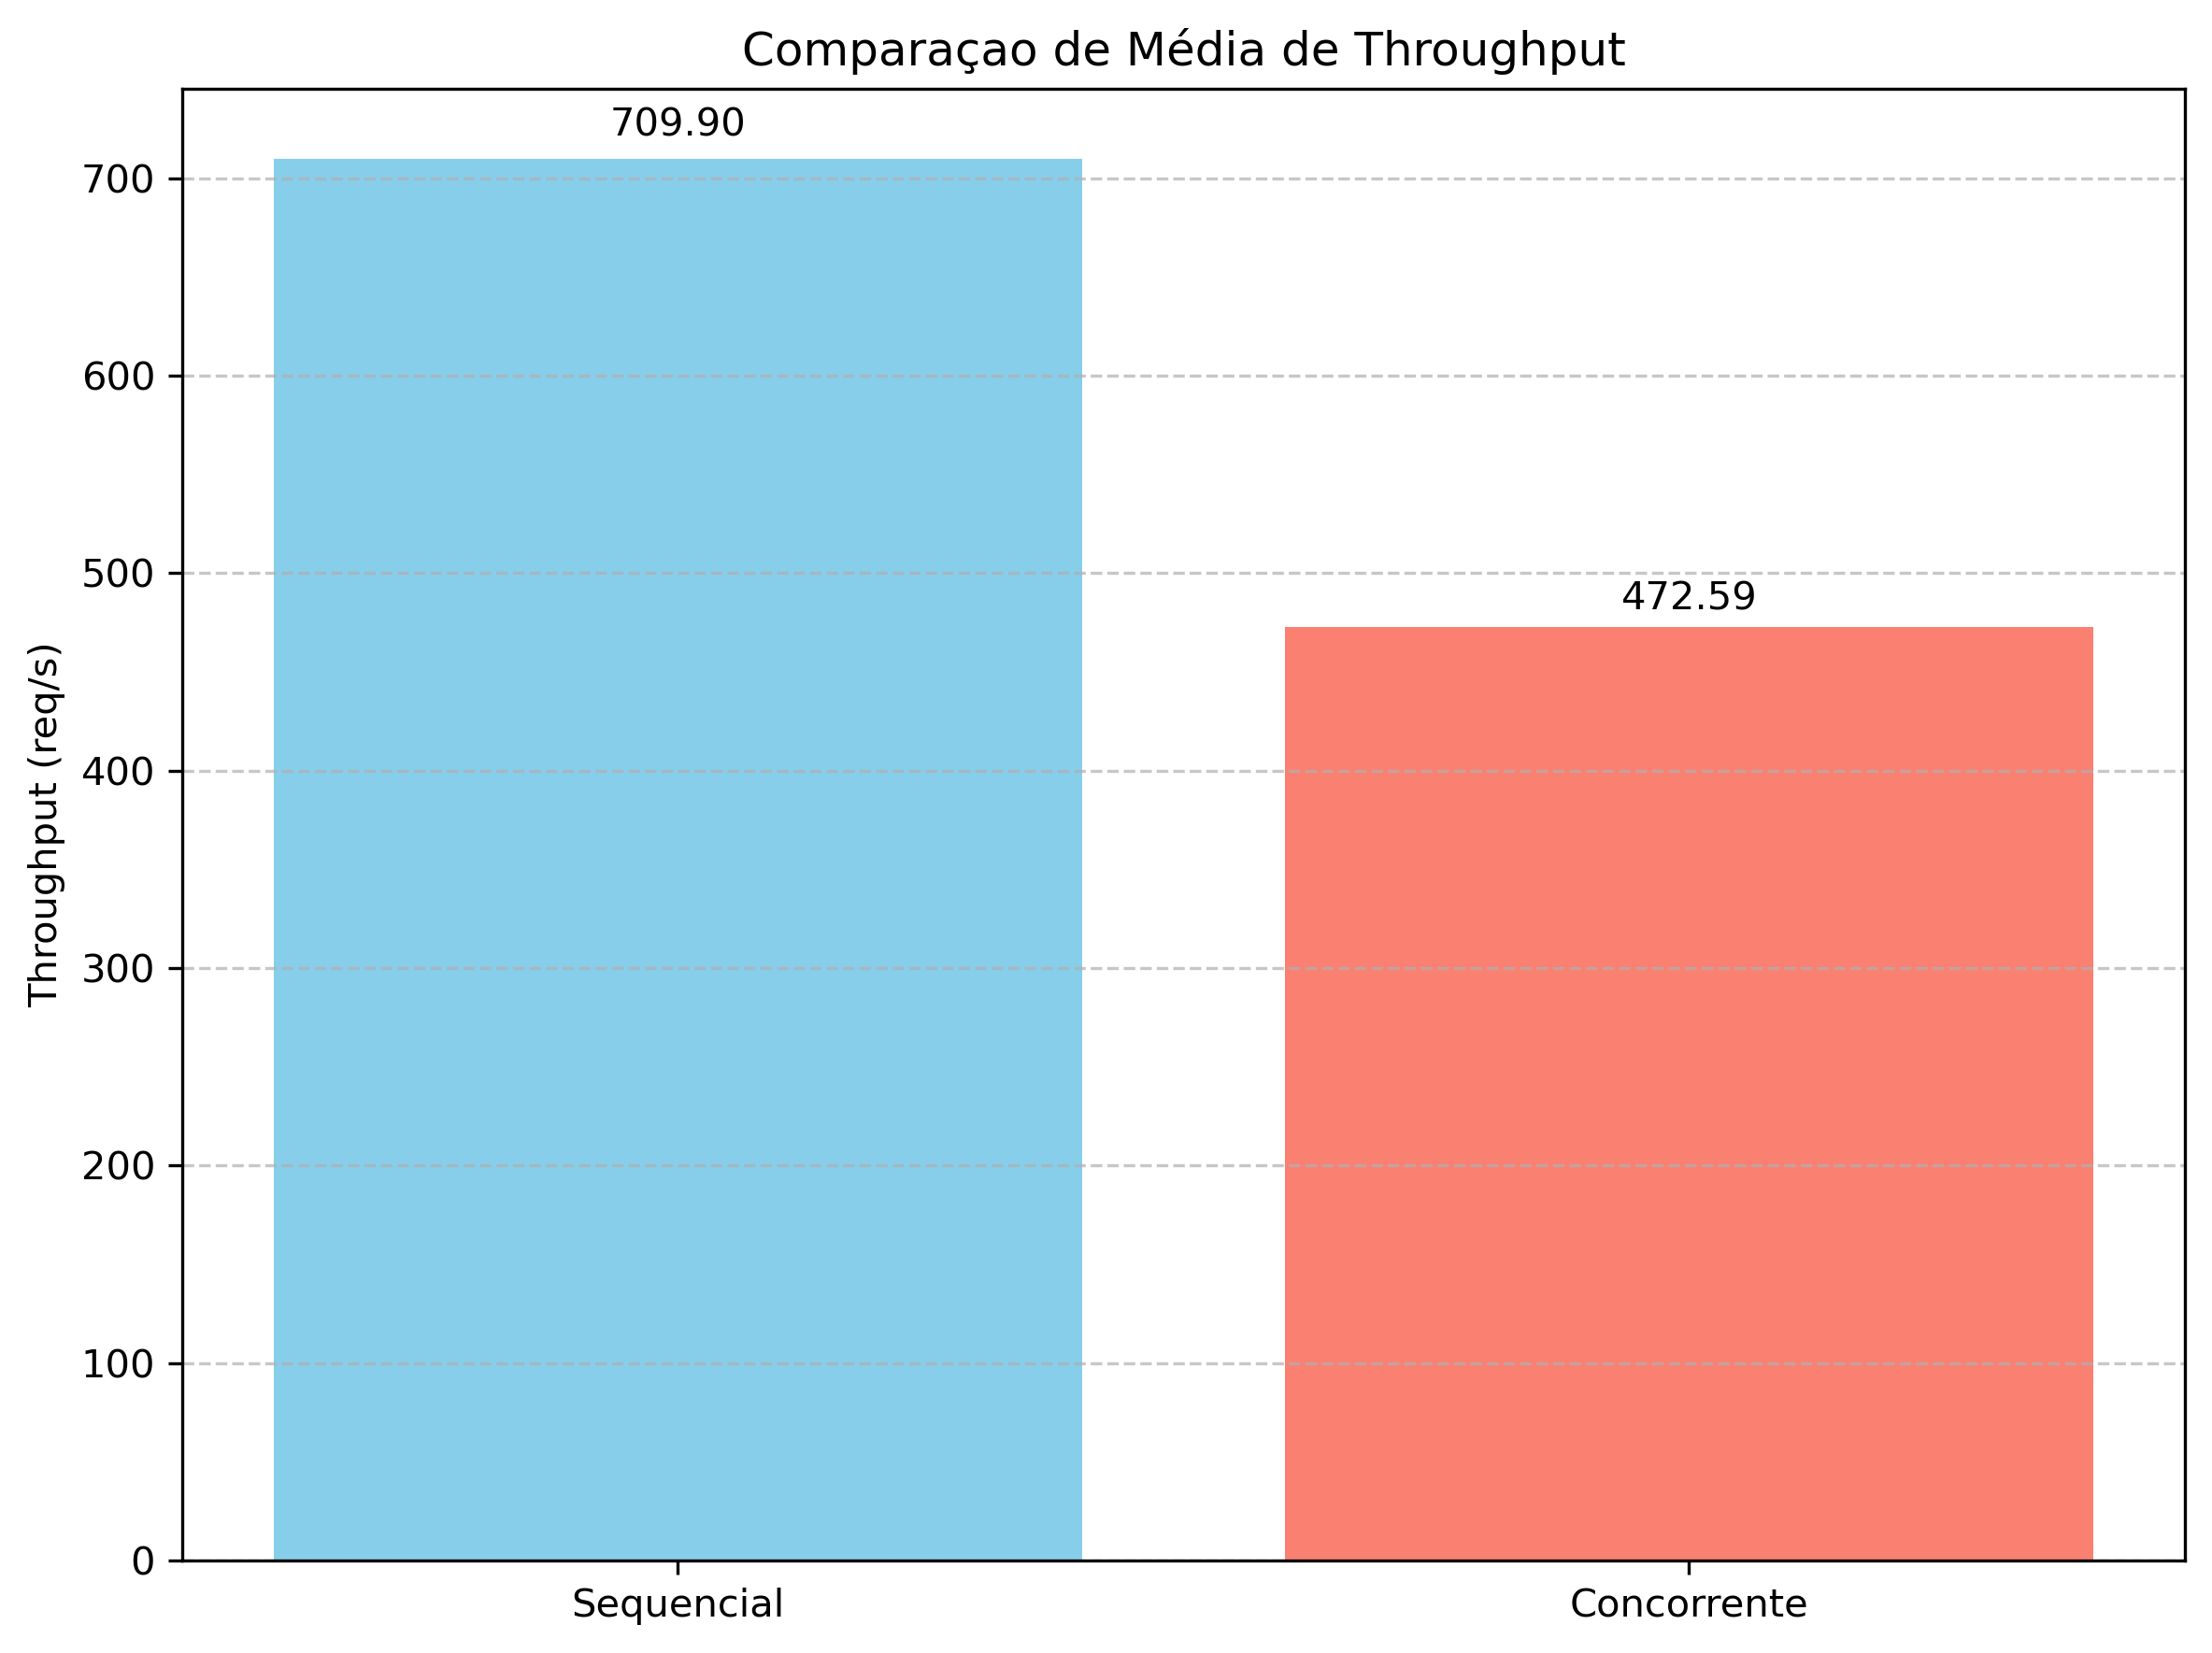 Comparaçao de Média de Throughput
709.90
700
600
500
472.59
400
300
200
100
0
Throughput (req/s)
Sequencial
Concorrente